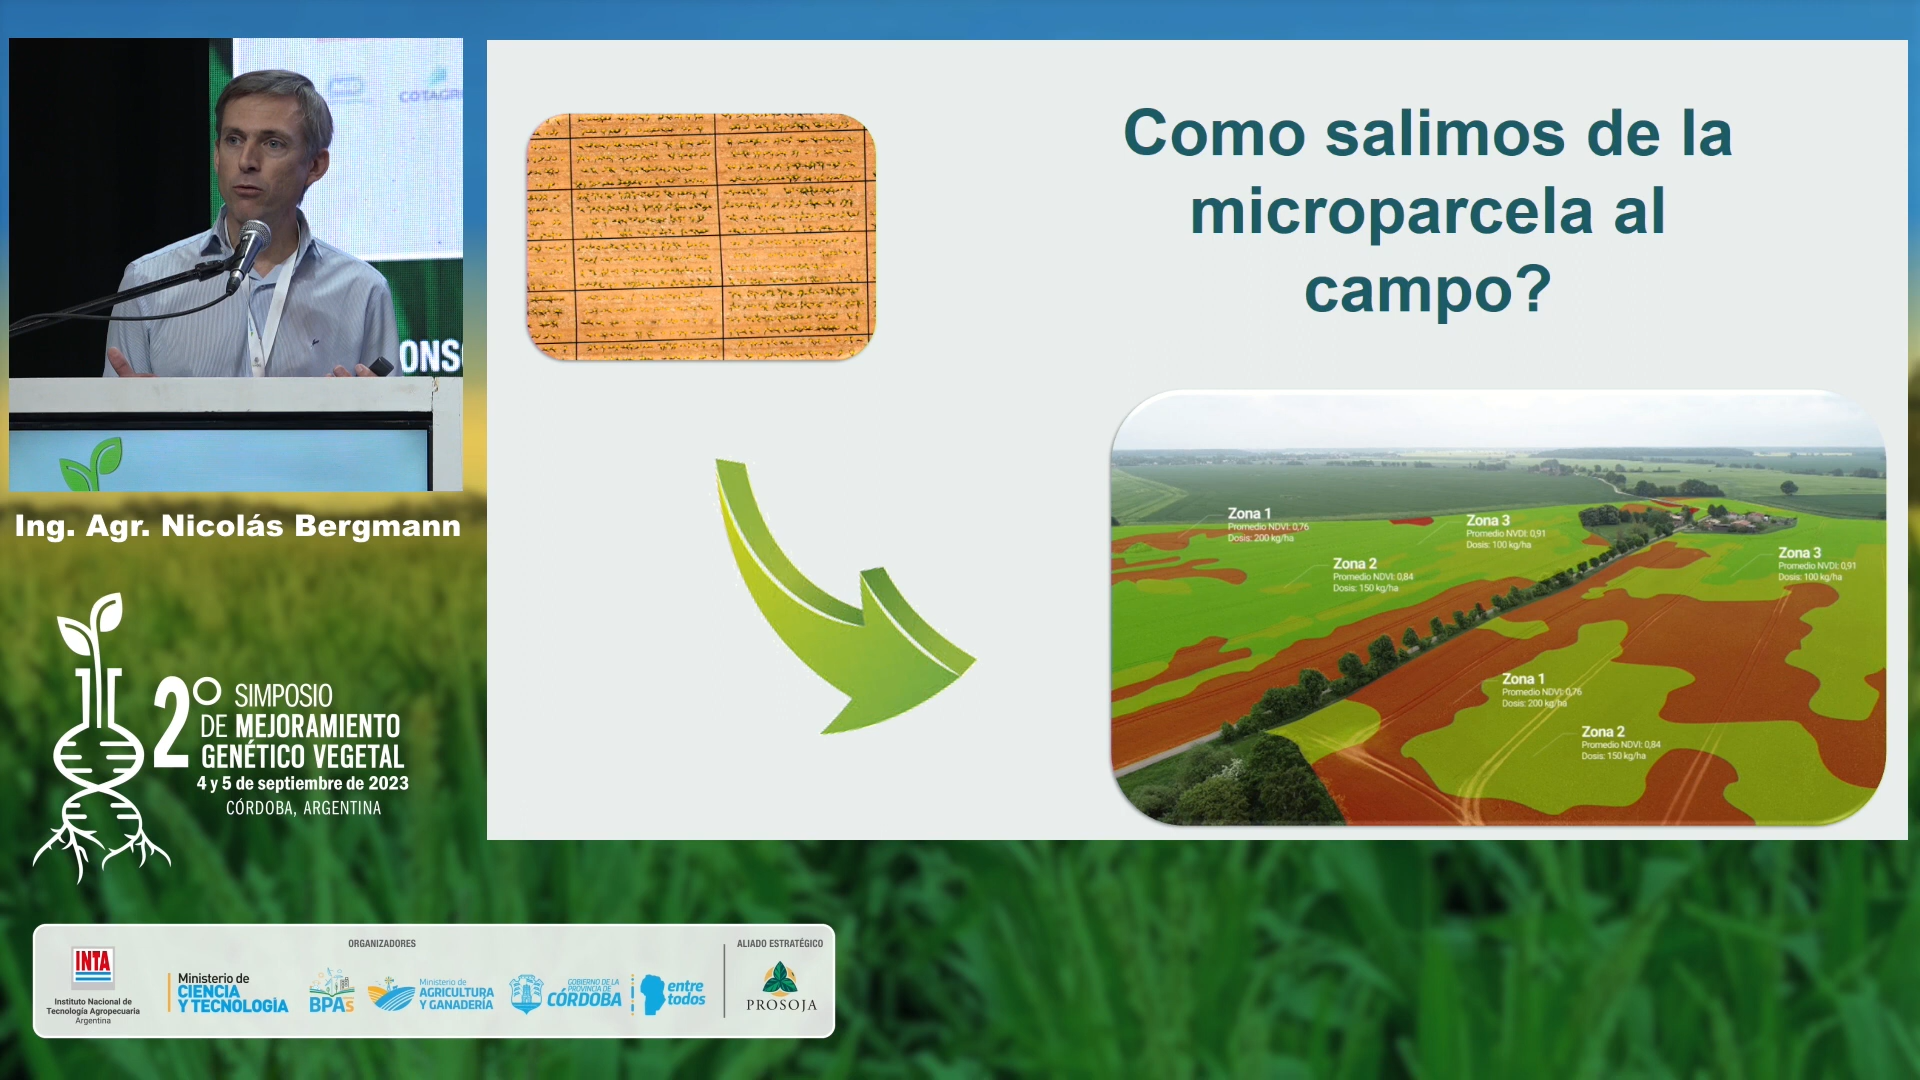 COTAGR
ONS
Ing. Agr. Nicolás Bergmann
2° SIMPOSIO
DE MEJORAMIENTO
GENÉTICO VEGETAL
4 y 5 de septiembre de 2023
CÓRDOBA, ARGENTINA
Como salimos de la
microparcela al
campo?
Zona 1
Promedio NDVI: 0,76
Dosis: 200 kg/ha
Zona 3
Promedio NVDI: 0,91
Dosis: 100 kg/ha
Zona 2
Promedio NDVI: 0,84
Dosis: 150 kg/ha
Zona 3
Promedio NVDI: 0,91
Dosis: 100 kg/ha
Zona 1
Promedio NDVI: 0,76
Dosis: 200 kg/ha
Zona 2
Promedio NDVI: 0,84
Dosis: 150 kg/ha
ORGANIZADORES
ALIADO ESTRATÉGICO
INTA
Instituto Nacional de
Tecnología Agropecuaria
Argentina
Ministerio de
CIENCIA
Y TECNOLOGÍA
BPAs
Ministerio de
AGRICULTURA
Y GANADERÍA
GOBIERNO DE LA
PROVINCIA DE
CÓRDOBA
entre
todos
PROSOJA